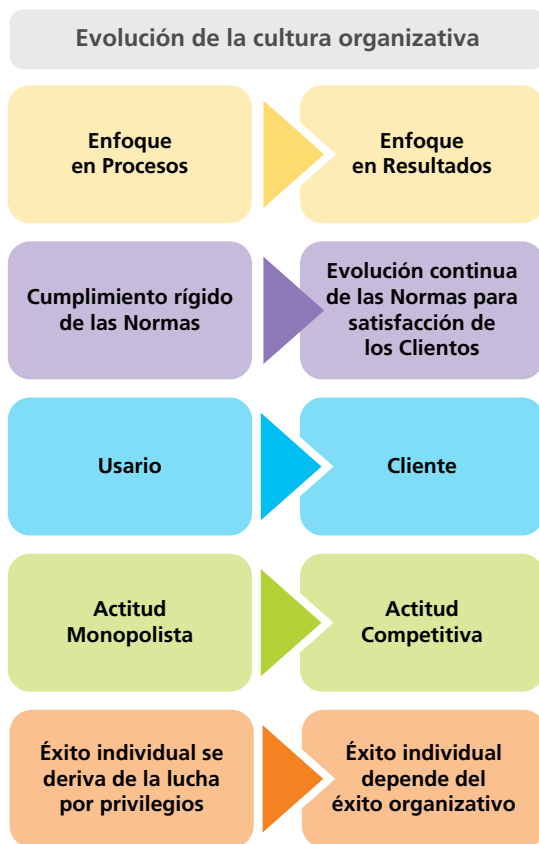 Evolución de la cultura organizativa
Enfoque
en Procesos
Enfoque
en Resultados
Cumplimiento rígido
de las Normas
Evolución continua
de las Normas para
satisfacción de
los Clientes
Usario
Cliente
Actitud
Monopolista
Actitud
Competitiva
Éxito individual se
deriva de la lucha
por privilegios
Éxito individual
depende del
éxito organizativo